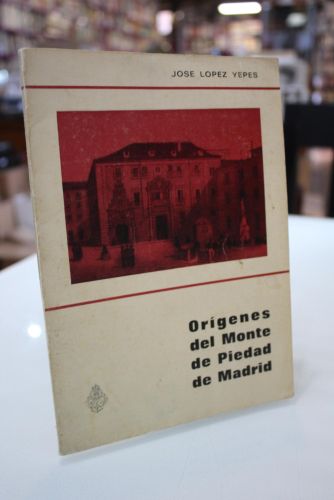 JOSE LOPEZ YEPES
Orígenes
del Monte
de Piedad
de Madrid